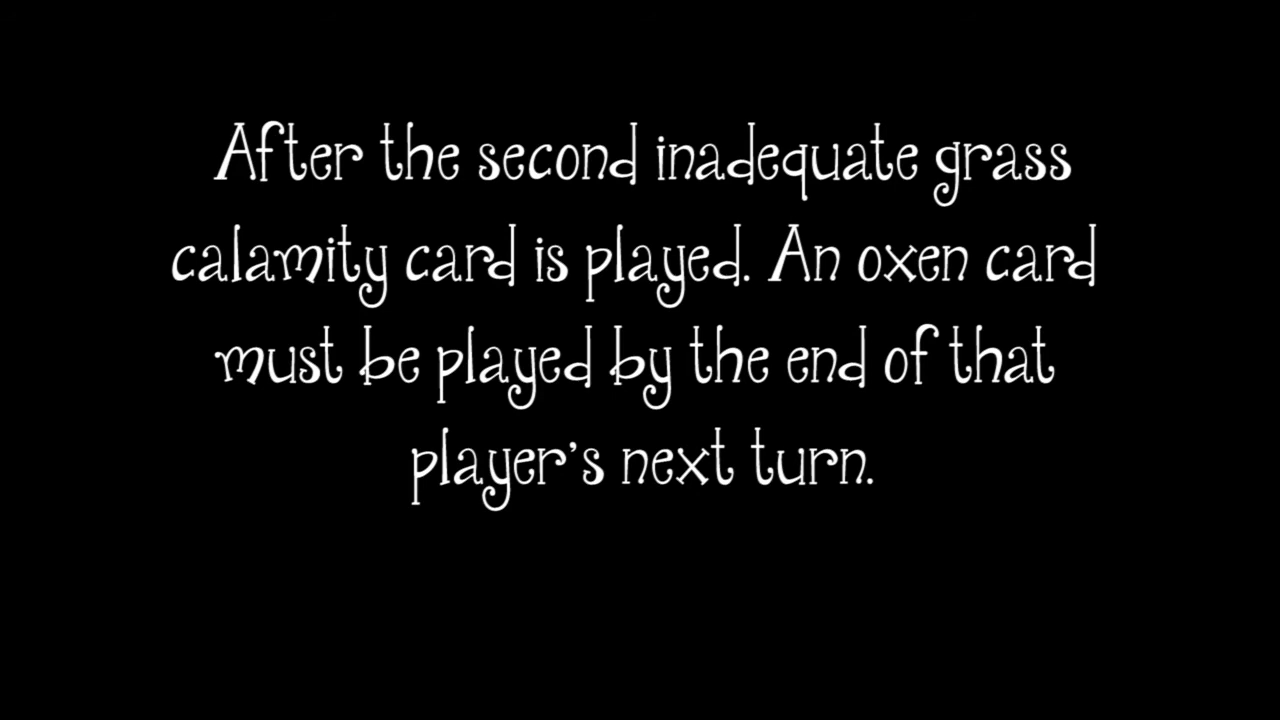 After the second inadequate grass
calamity card is played. An oxen card
must be played by the end of that
player's next turn.